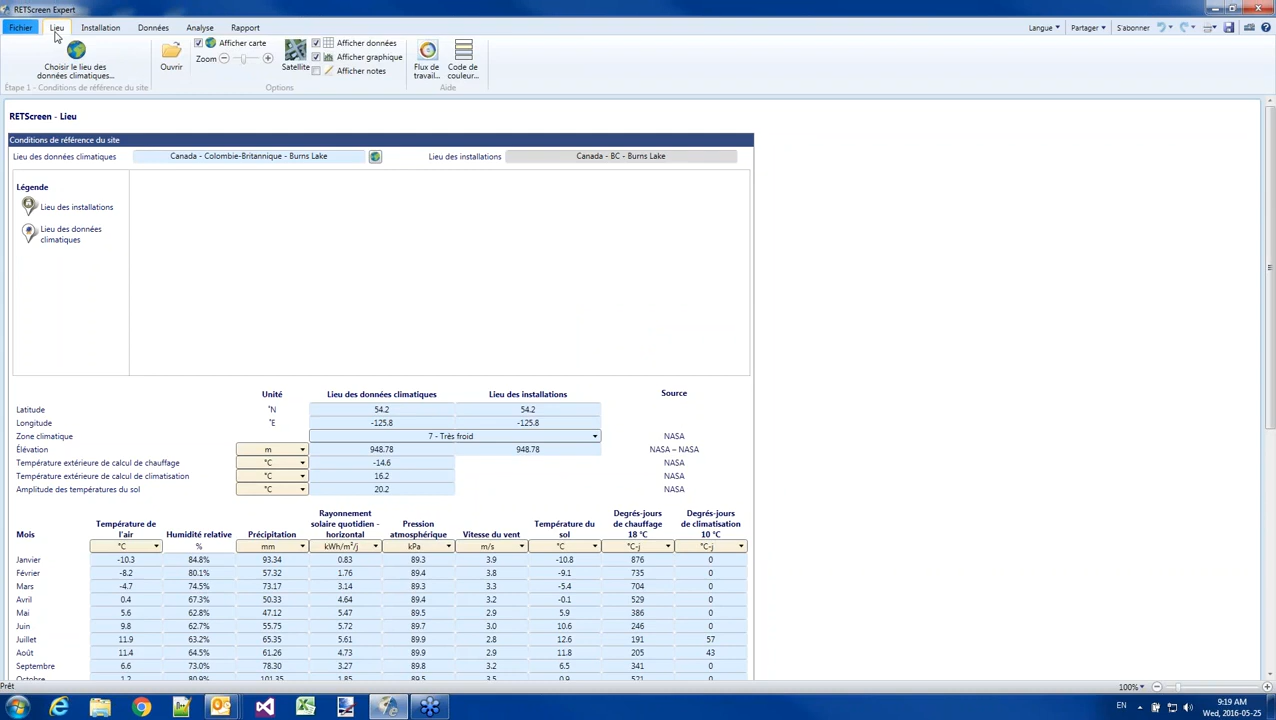 RETScreen Expert
Fichier Lieu Installation Données Analyse Rapport Langue Partager S'abonner
Choisir le lieu des données climatiques...
Étape 1 - Conditions de référence du site
Ouvrir
Afficher carte
Zoom
Satellite
Afficher données
Afficher graphique
Afficher notes
Options
Flux de travail...
Code de couleur...
Aide
RETScreen - Lieu
Conditions de référence du site
Lieu des données climatiques Canada - Colombie-Britannique - Burns Lake Lieu des installations Canada - BC - Burns Lake
Légende
Lieu des installations
Lieu des données
climatiques
Unité Lieu des données climatiques Lieu des installations Source
Latitude °N 54.2 54.2
Longitude °E -125.8 -125.8
Zone climatique 7 - Très froid NASA
Élévation m 948.78 948.78 NASA – NASA
Température extérieure de calcul de chauffage °C -14.6 NASA
Température extérieure de calcul de climatisation °C 16.2 NASA
Amplitude des températures du sol °C 20.2 NASA
Mois Température de l'air Humidité relative Précipitation Rayonnement solaire quotidien - horizontal Pression atmosphérique Vitesse du vent Température du sol Degrés-jours de chauffage 18 °C Degrés-jours de climatisation 10 °C
°C % mm kWh/m²/j kPa m/s °C °C-j °C-j
Janvier -10.3 84.8% 93.34 0.83 89.3 3.9 -10.8 876 0
Février -8.2 80.1% 57.32 1.76 89.4 3.8 -9.1 735 0
Mars -4.7 74.5% 73.17 3.14 89.3 3.3 -5.4 704 0
Avril 0.4 67.3% 50.33 4.64 89.4 3.2 -0.1 529 0
Mai 5.6 62.8% 47.12 5.47 89.5 2.9 5.9 386 0
Juin 9.8 62.7% 55.75 5.72 89.7 3.0 10.6 246 0
Juillet 11.9 63.2% 65.35 5.61 89.9 2.8 12.6 191 57
Août 11.4 64.5% 61.26 4.73 89.9 2.9 11.8 205 43
Septembre 6.6 73.0% 78.30 3.27 89.8 3.2 6.5 341 0
Octobre 1.2 80.9% 101.35 1.85 89.5 3.5 0.9 521 0
Prêt 100%
EN 9:19 AM
Wed, 2016-05-25